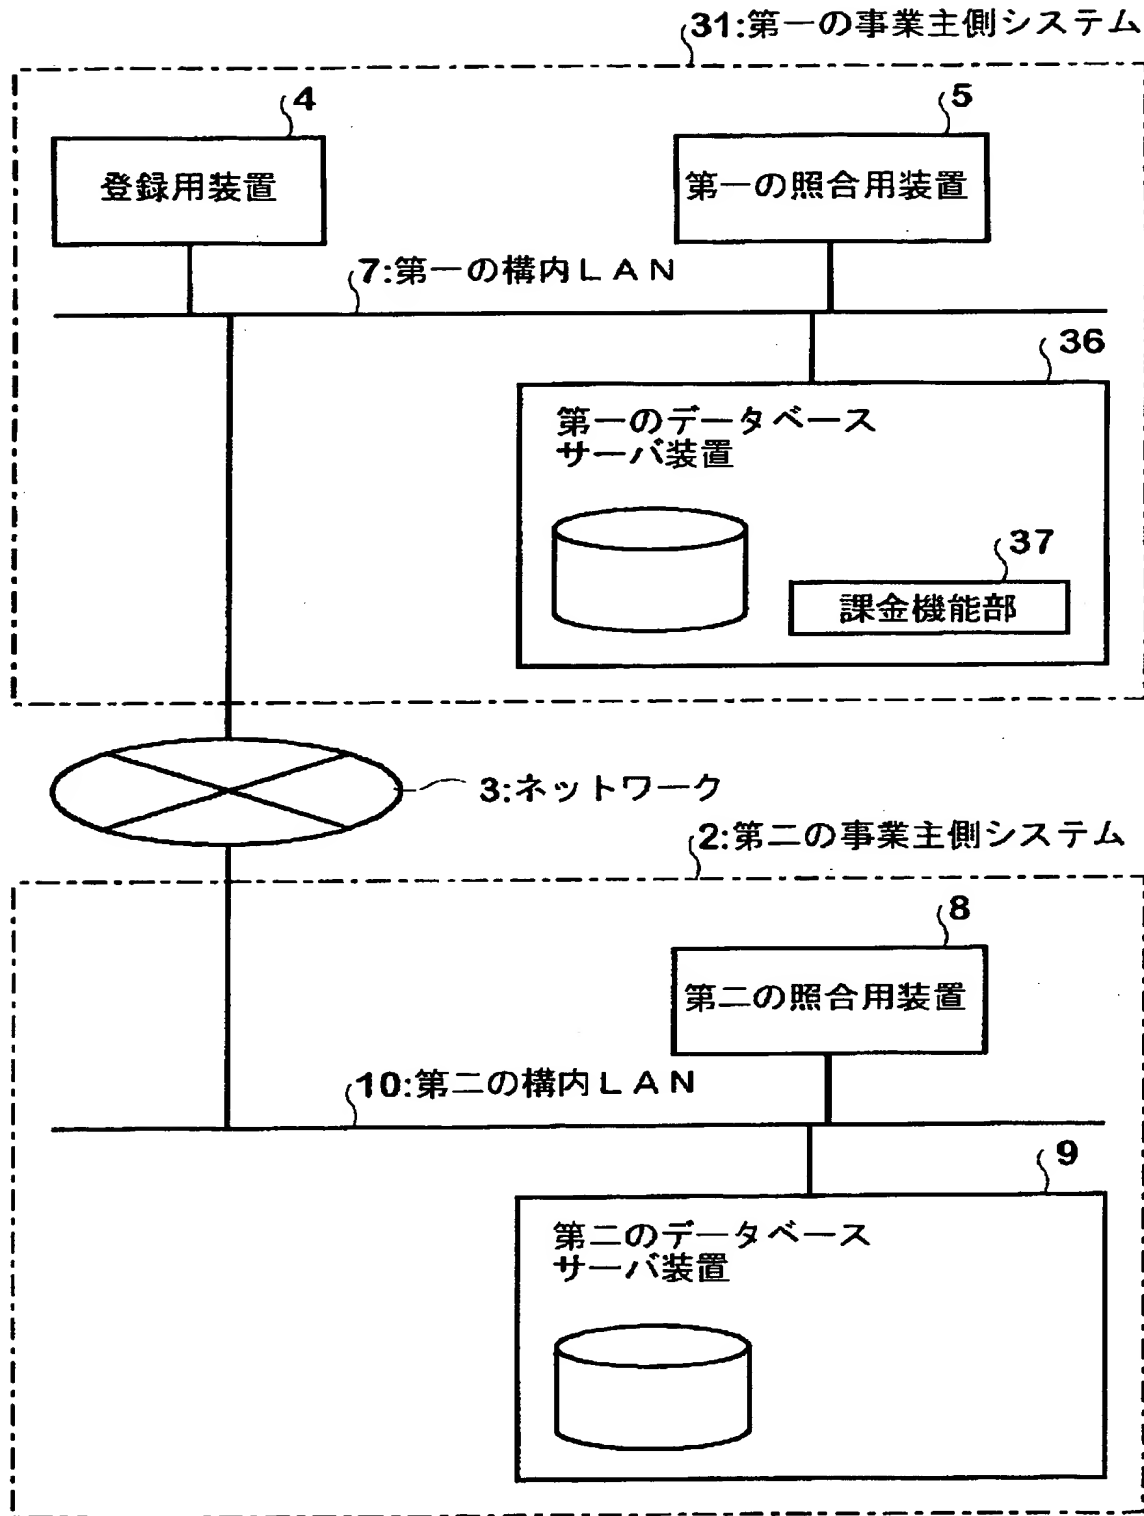 31:第一の事業主側システム
4
5
登録用装置
第一の照合用装置
7:第一の構内LAN
36
第一のデータベース
サーバ装置
37
課金機能部
3:ネットワーク
2:第二の事業主側システム
8
第二の照合用装置
10:第二の構内LAN
9
第二のデータベース
サーバ装置